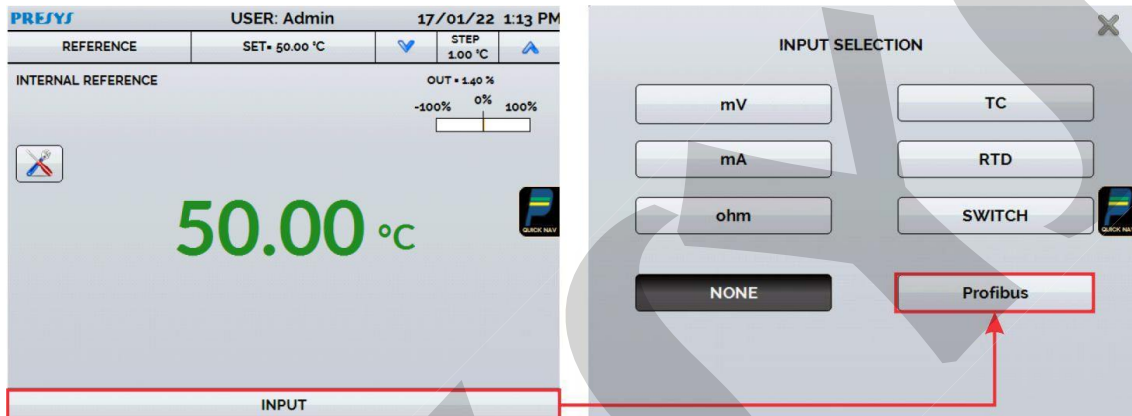 PRESYS USER: Admin 17/01/22 1:13 PM
REFERENCE SET= 50.00 °C STEP
1.00 °C
INTERNAL REFERENCE OUT = 1.40 %
-100% 0% 100%
50.00 °C
QUICK NAV
INPUT
INPUT SELECTION
mV TC
mA RTD
ohm SWITCH
QUICK NA
NONE Profibus